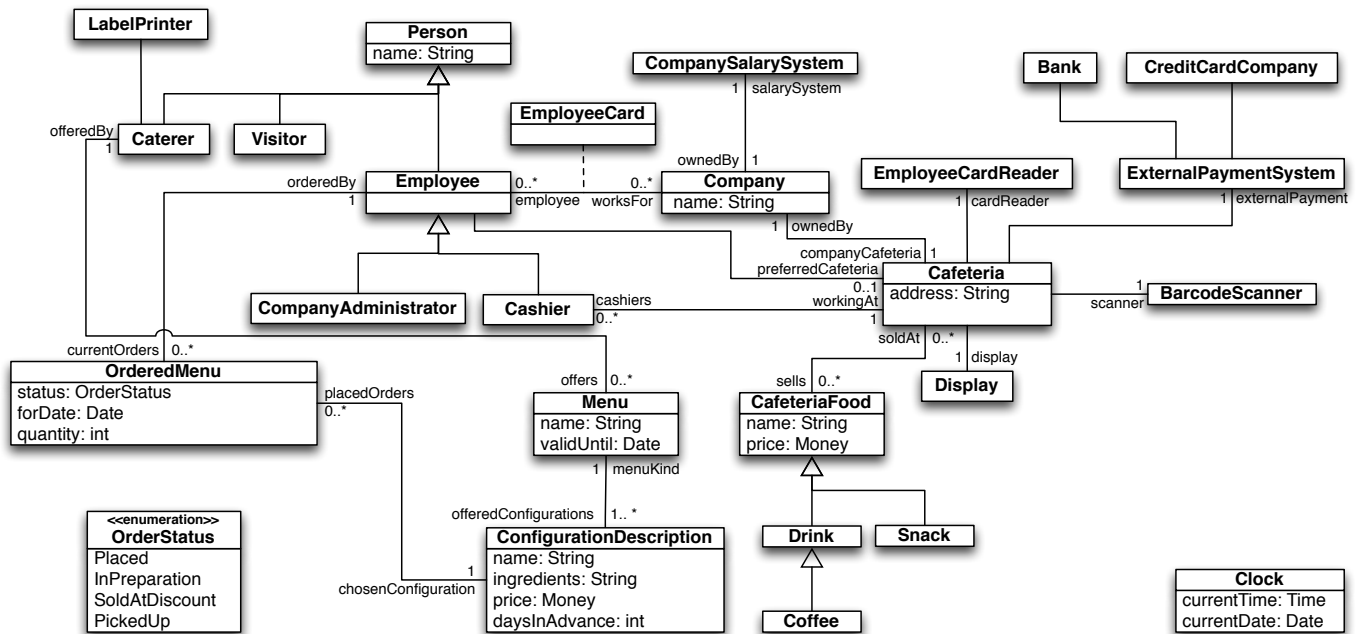 LabelPrinter
Person
name: String
CompanySalarySystem
1 salarySystem
Bank
CreditCardCompany
EmployeeCard
offeredBy
1
Caterer
Visitor
ownedBy 1
EmployeeCardReader
1 cardReader
ExternalPaymentSystem
1 externalPayment
orderedBy
1
Employee
0..*
employee
0..*
worksFor
Company
name: String
1 ownedBy
companyCafeteria 1
preferredCafeteria
0..1
Cafeteria
address: String
1
scanner
BarcodeScanner
CompanyAdministrator
Cashier
cashiers
0..*
workingAt
1
soldAt 0..*
1 display
Display
currentOrders 0..*
OrderedMenu
status: OrderStatus
forDate: Date
quantity: int
placedOrders
0..*
offers 0..*
Menu
name: String
validUntil: Date
1 menuKind
sells 0..*
CafeteriaFood
name: String
price: Money
offeredConfigurations 1.. *
ConfigurationDescription
name: String
ingredients: String
price: Money
daysInAdvance: int
1
chosenConfiguration
Drink
Snack
Coffee
<<enumeration>>
OrderStatus
Placed
InPreparation
SoldAtDiscount
PickedUp
Clock
currentTime: Time
currentDate: Date